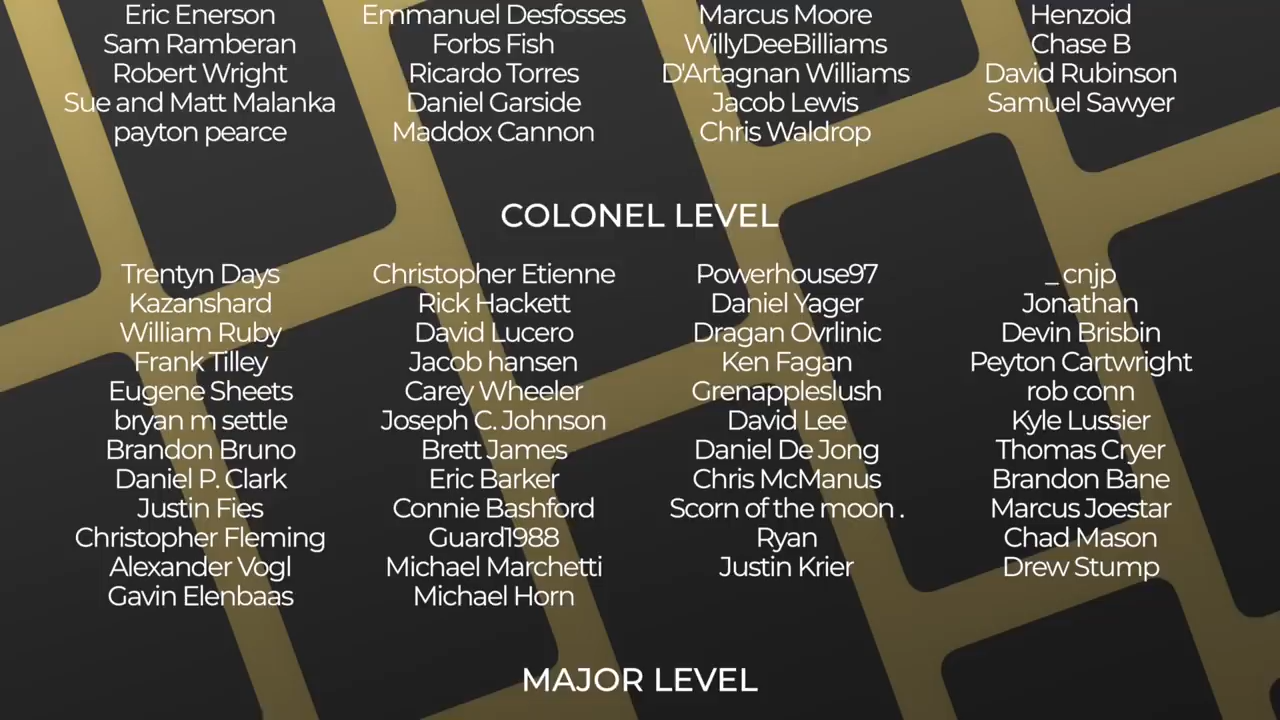 Eric Enerson
Sam Ramberan
Robert Wright
Sue and Matt Malanka
payton pearce
Emmanuel Desfosses
Forbs Fish
Ricardo Torres
Daniel Garside
Maddox Cannon
Marcus Moore
WillyDeeBilliams
D'Artagnan Williams
Jacob Lewis
Chris Waldrop
Henzoid
Chase B
David Rubinson
Samuel Sawyer
COLONEL LEVEL
Trentyn Days
Kazanshard
William Ruby
Frank Tilley
Eugene Sheets
bryan m settle
Brandon Bruno
Daniel P. Clark
Justin Fies
Christopher Fleming
Alexander Vogl
Gavin Elenbaas
Christopher Etienne
Rick Hackett
David Lucero
Jacob hansen
Carey Wheeler
Joseph C. Johnson
Brett James
Eric Barker
Connie Bashford
Guard1988
Michael Marchetti
Michael Horn
Powerhouse97
Daniel Yager
Dragan Ovrlinic
Ken Fagan
Grenappleslush
David Lee
Daniel De Jong
Chris McManus
Scorn of the moon .
Ryan
Justin Krier
_ cnjp
Jonathan
Devin Brisbin
Peyton Cartwright
rob conn
Kyle Lussier
Thomas Cryer
Brandon Bane
Marcus Joestar
Chad Mason
Drew Stump
MAJOR LEVEL